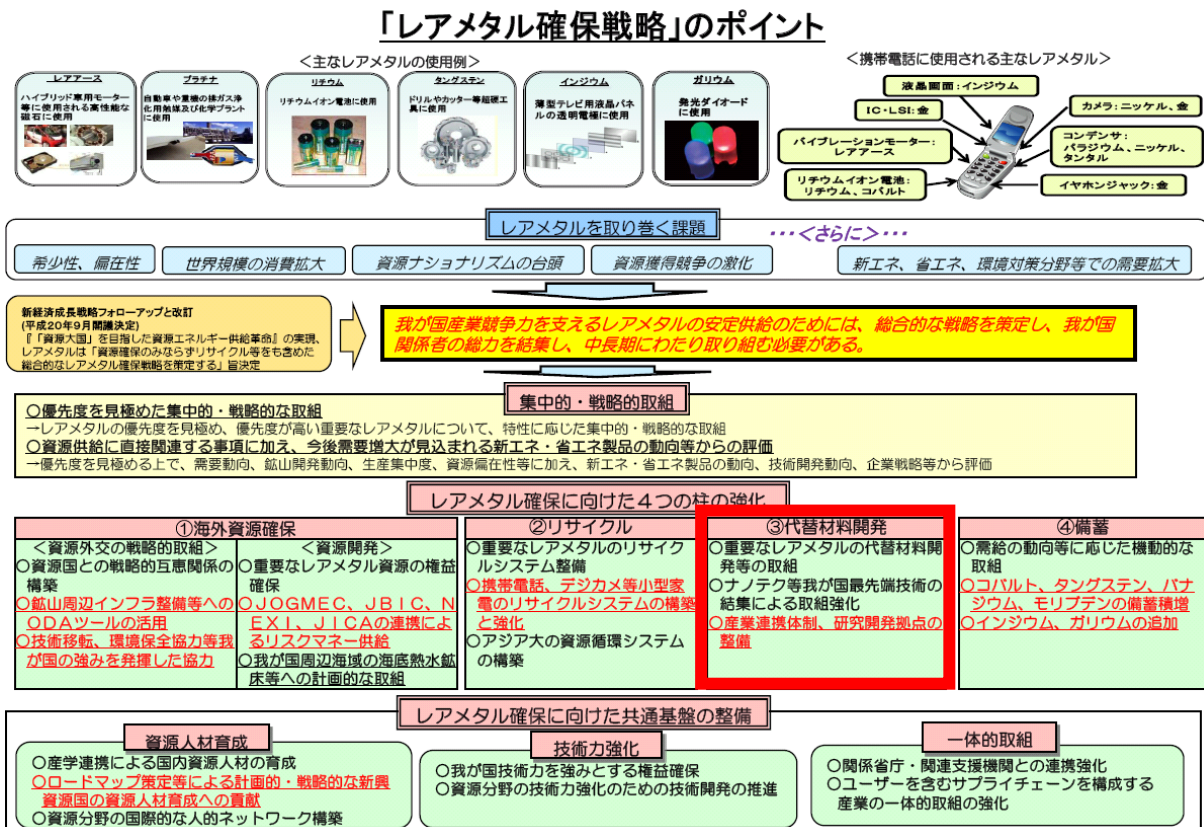 「レアメタル確保戦略」のポイント
＜主なレアメタルの使用例＞
レアアース
ハイブリッド車用モーター
等に使用される高性能な
磁石に使用
プラチナ
自動車や重機の排ガス浄
化用触媒及び化学プラント
に使用
リチウム
リチウムイオン電池に使用
タングステン
ドリルやカッター等超硬工
具に使用
インジウム
薄型テレビ用液晶パネ
ルの透明電極に使用
ガリウム
発光ダイオード
に使用
＜携帯電話に使用される主なレアメタル＞
液晶画面：インジウム
IC・LSI：金
バイブレーションモーター：
レアアース
リチウムイオン電池：
リチウム、コバルト
カメラ：ニッケル、金
コンデンサ：
パラジウム、ニッケル、
タンタル
イヤホンジャック：金
レアメタルを取り巻く課題
・・・＜さらに＞・・・
希少性、偏在性
世界規模の消費拡大
資源ナショナリズムの台頭
資源獲得競争の激化
新エネ、省エネ、環境対策分野等での需要拡大
新経済成長戦略フォローアップと改訂
(平成20年9月閣議決定)
『「資源大国」を目指した資源エネルギー供給革命』の実現、
レアメタルは「資源確保のみならずリサイクル等をも含めた
総合的なレアメタル確保戦略を策定する」旨決定
我が国産業競争力を支えるレアメタルの安定供給のためには、総合的な戦略を策定し、我が国
関係者の総力を結集し、中長期にわたり取り組む必要がある。
集中的・戦略的取組
○優先度を見極めた集中的・戦略的な取組
→レアメタルの優先度を見極め、優先度が高い重要なレアメタルについて、特性に応じた集中的・戦略的な取組
○資源供給に直接関連する事項に加え、今後需要増大が見込まれる新エネ・省エネ製品の動向等からの評価
→優先度を見極める上で、需要動向、鉱山開発動向、生産集中度、資源偏在性等に加え、新エネ・省エネ製品の動向、技術開発動向、企業戦略等から評価
レアメタル確保に向けた４つの柱の強化
①海外資源確保
＜資源外交の戦略的取組＞
○資源国との戦略的互恵関係の
構築
○鉱山周辺インフラ整備等への
ODAツールの活用
○技術移転、環境保全協力等我
が国の強みを発揮した協力
＜資源開発＞
○重要なレアメタル資源の権益
確保
○ＪＯＧＭＥＣ、ＪＢＩＣ、Ｎ
ＥＸＩ、ＪＩＣＡの連携によ
るリスクマネー供給
○我が国周辺海域の海底熱水鉱
床等への計画的な取組
②リサイクル
○重要なレアメタルのリサイク
ルシステム整備
○携帯電話、デジカメ等小型家
電のリサイクルシステムの構築
と強化
○アジア大の資源循環システム
の構築
③代替材料開発
○重要なレアメタルの代替材料開
発等の取組
○ナノテク等我が国最先端技術の
結集による取組強化
○産業連携体制、研究開発拠点の
整備
④備蓄
○需給の動向等に応じた機動的な
取組
○コバルト、タングステン、バナ
ジウム、モリブデンの備蓄積増
○インジウム、ガリウムの追加
レアメタル確保に向けた共通基盤の整備
資源人材育成
○産学連携による国内資源人材の育成
○ロードマップ策定等による計画的・戦略的な新興
資源国の資源人材育成への貢献
○資源分野の国際的な人的ネットワーク構築
技術力強化
○我が国技術力を強みとする権益確保
○資源分野の技術力強化のための技術開発の推進
一体的取組
○関係省庁・関連支援機関との連携強化
○ユーザーを含むサプライチェーンを構成する
産業の一体的取組の強化